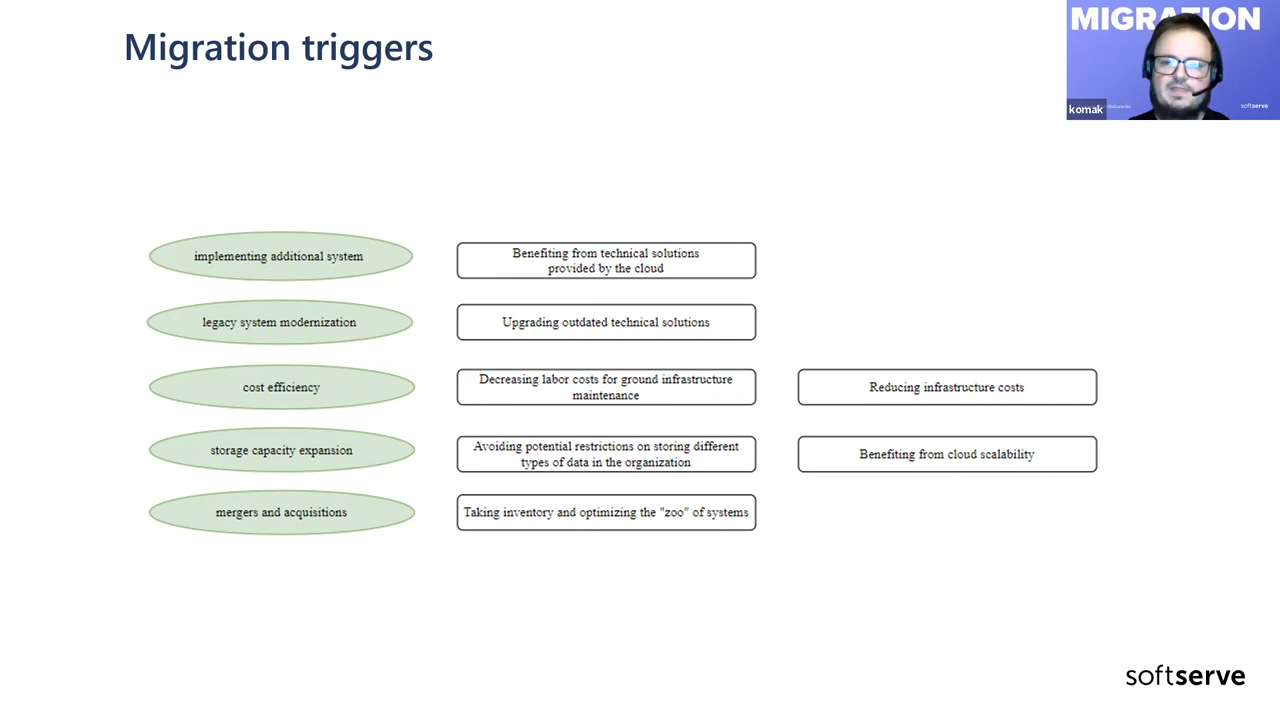 Migration triggers
MIGRATION
komak
softserve
implementing additional system
Benefiting from technical solutions
provided by the cloud
legacy system modernization
Upgrading outdated technical solutions
cost efficiency
Decreasing labor costs for ground infrastructure
maintenance
Reducing infrastructure costs
storage capacity expansion
Avoiding potential restrictions on storing different
types of data in the organization
Benefiting from cloud scalability
mergers and acquisitions
Taking inventory and optimizing the "zoo" of systems
softserve